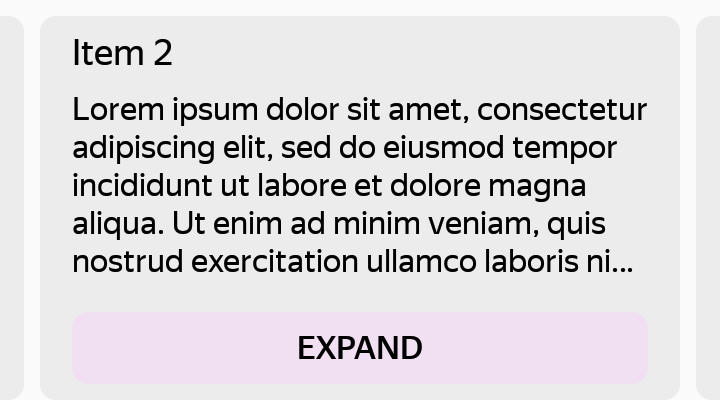 Item 2
Lorem ipsum dolor sit amet, consectetur
adipiscing elit, sed do eiusmod tempor
incididunt ut labore et dolore magna
aliqua. Ut enim ad minim veniam, quis
nostrud exercitation ullamco laboris ni...
EXPAND